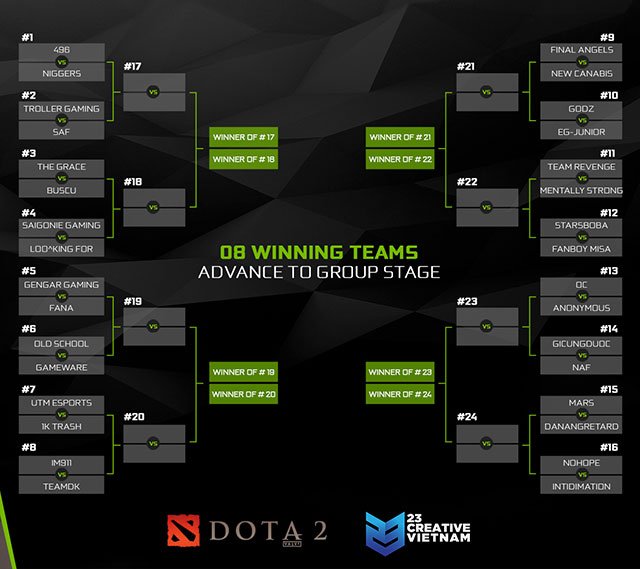 #1
496
VS
NIGGERS
#2
TROLLER GAMING
VS
SAF
#3
THE GRACE
VS
BUSCU
#4
SAIGONIE GAMING
VS
LOO^KING FOR
#5
GENGAR GAMING
VS
FANA
#6
OLD SCHOOL
VS
GAMEWARE
#7
UTM ESPORTS
VS
1K TRASH
#8
IM911
VS
TEAMDK
#17
VS
#18
VS
#19
VS
#20
VS
WINNER OF #17
WINNER OF #18
WINNER OF #19
WINNER OF #20
08 WINNING TEAMS
ADVANCE TO GROUP STAGE
WINNER OF #21
WINNER OF #22
WINNER OF #23
WINNER OF #24
#21
VS
#22
VS
#23
VS
#24
VS
#9
FINAL ANGELS
VS
NEW CANABIS
#10
GODZ
VS
EG-JUNIOR
#11
TEAM REVENGE
VS
MENTALLY STRONG
#12
STARSBOBA
VS
FANBOY MISA
#13
OC
VS
ANONYMOUS
#14
GICUNGDUOC
VS
NAF
#15
MARS
VS
DANANGRETARD
#16
NOHOPE
VS
INTIDIMATION
DOTA 2
VALVE
23
CREATIVE
VIETNAM